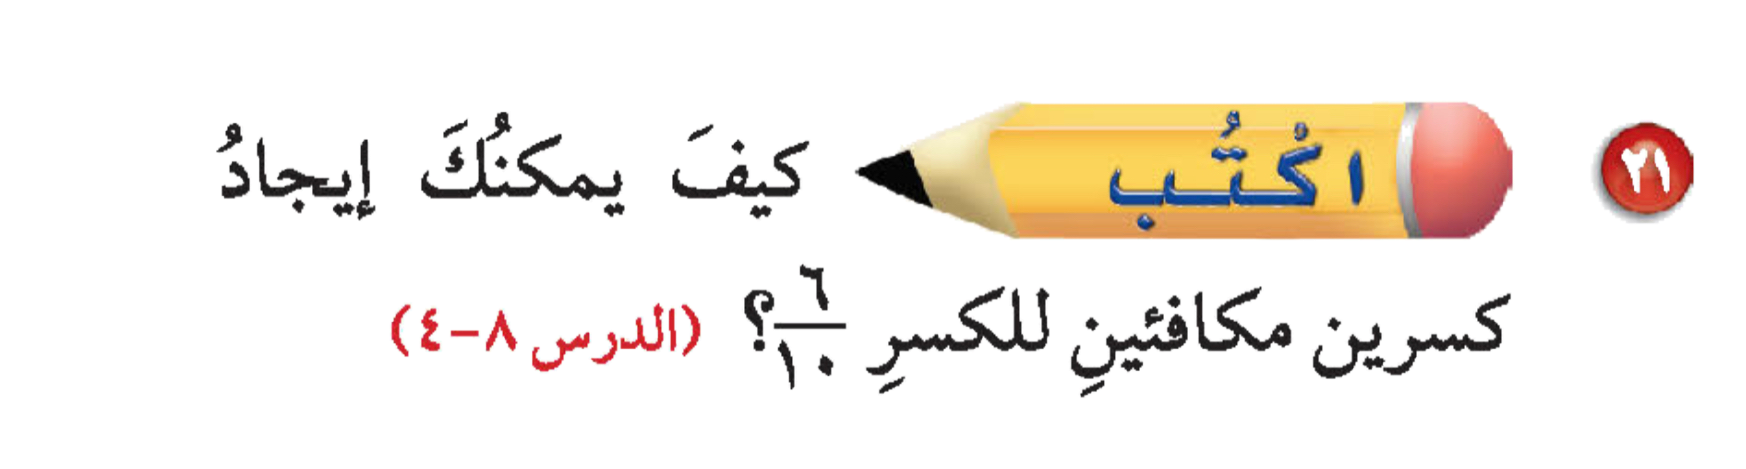 ٢١ اكْتُب كيفَ يمكنُكَ إيجادُ
كسرين مكافئينِ للكسرِ ٦/١٠؟ (الدرس ٨-٤)